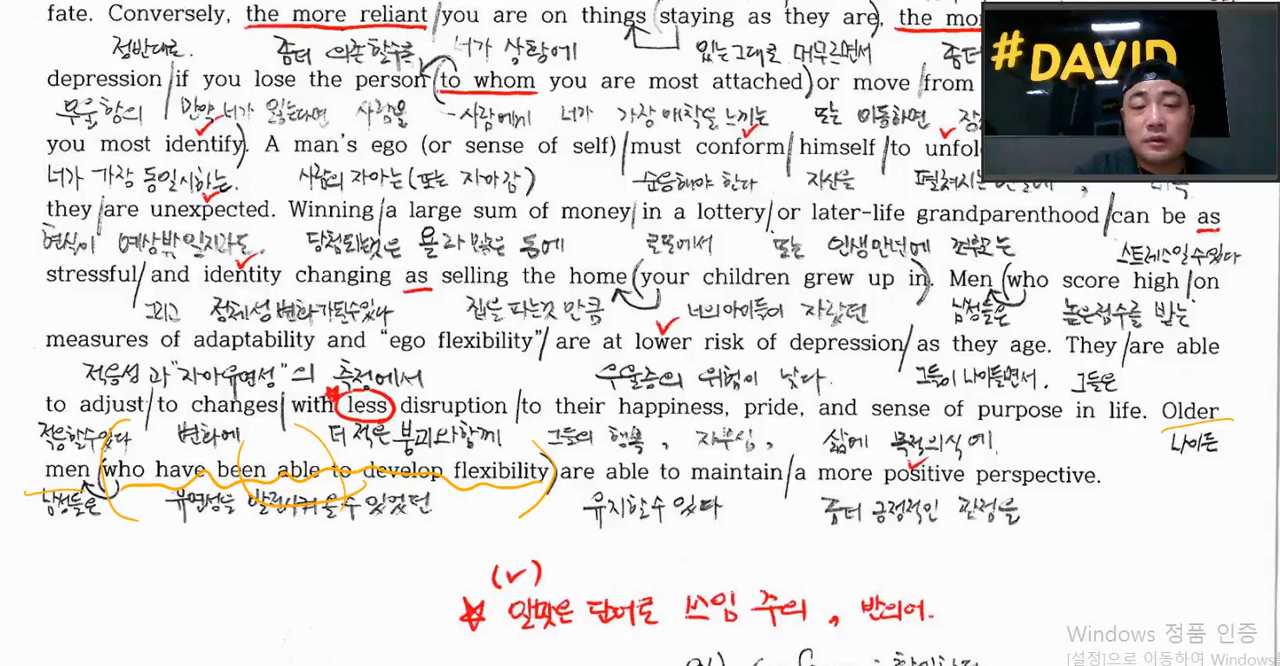 fate. Conversely, the more reliant you are on things staying as they are, the mo
정반대로. 좀더 의존할수록 너가 상황에 있는그대로 머무르면서 좀더
# DAVID
depression if you lose the person (to whom you are most attached) or move from
우울함의 만약 너가 잃는다면 사람을 사람에게 너가 가장 애착을 느끼는 또는 이동하면
you most identify). A man's ego (or sense of self) must conform himself to unfol
너가 가장 동일시하는. 사람의 자아는 (또는 자아감) 순응해야 한다 자신을
they are unexpected. Winning a large sum of money in a lottery or later-life grandparenthood can be as
현식이 예상밖일지라도. 많은 돈에 로또에서 또는 인생만년에 조부모는 스트레스일수있다
stressful and identity changing as selling the home (your children grew up in). Men (who score high on
그리고 정체성 변화가될수있다 집을 파는것 만큼 너의아이들이 자랐던 남성들은 높은점수를 받는
measures of adaptability and “ego flexibility” are at lower risk of depression as they age. They are able
적응성 과 "자아유연성"의 측정에서 우울증의 위험이 낮다. 그들이 나이들면서. 그들은
to adjust to changes with less disruption to their happiness, pride, and sense of purpose in life. Older
적응할수있다 변화에 더 적은 붕괴와함께 그들의 행복, 자부심, 삶에 목적의식에. 나이든
men (who have been able to develop flexibility) are able to maintain a more positive perspective.
남성들은 유연성을 발전시켜 올수 있었던 유지할수 있다 좀더 긍정적인 관점을
(✓)
☆ 알맞은 단어로 쓰임 주의, 반의어.
Windows 정품 인증
[설정]으로 이동하여 Windows